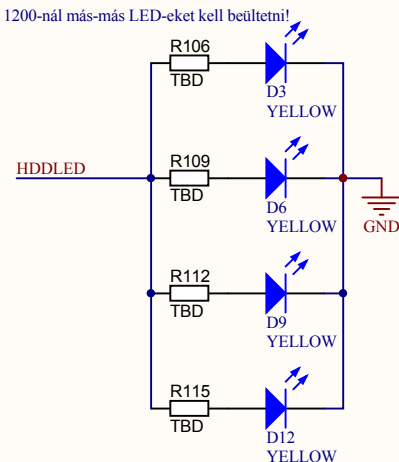 1200-nál más-más LED-eket kell beültetni!
R106
TBD
D3
YELLOW
HDDLED
R109
TBD
D6
YELLOW
GND
R112
TBD
D9
YELLOW
R115
TBD
D12
YELLOW